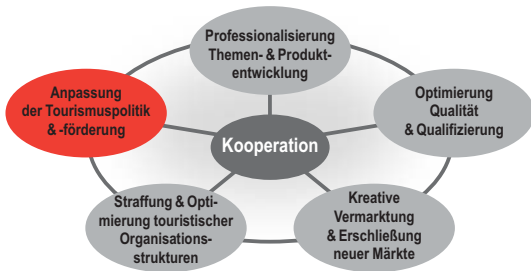 Professionalisierung
Themen- & Produkt-
entwicklung
Anpassung
der Tourismuspolitik
& -förderung
Optimierung
Qualität
& Qualifizierung
Kooperation
Straffung & Opti-
mierung touristischer
Organisations-
strukturen
Kreative
Vermarktung
& Erschließung
neuer Märkte